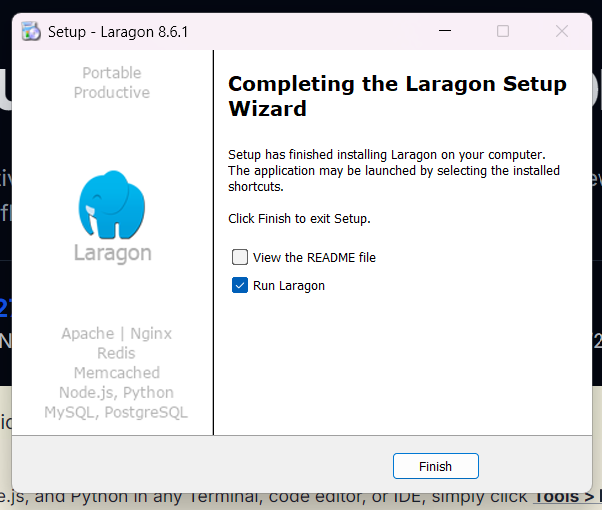 Setup - Laragon 8.6.1
Portable
Productive
Laragon
Apache | Nginx
Redis
Memcached
Node.js, Python
MySQL, PostgreSQL
Completing the Laragon Setup
Wizard
Setup has finished installing Laragon on your computer.
The application may be launched by selecting the installed
shortcuts.
Click Finish to exit Setup.
View the README file
Run Laragon
Finish
and Python in any Terminal, code editor, or IDE, simply click Tools >